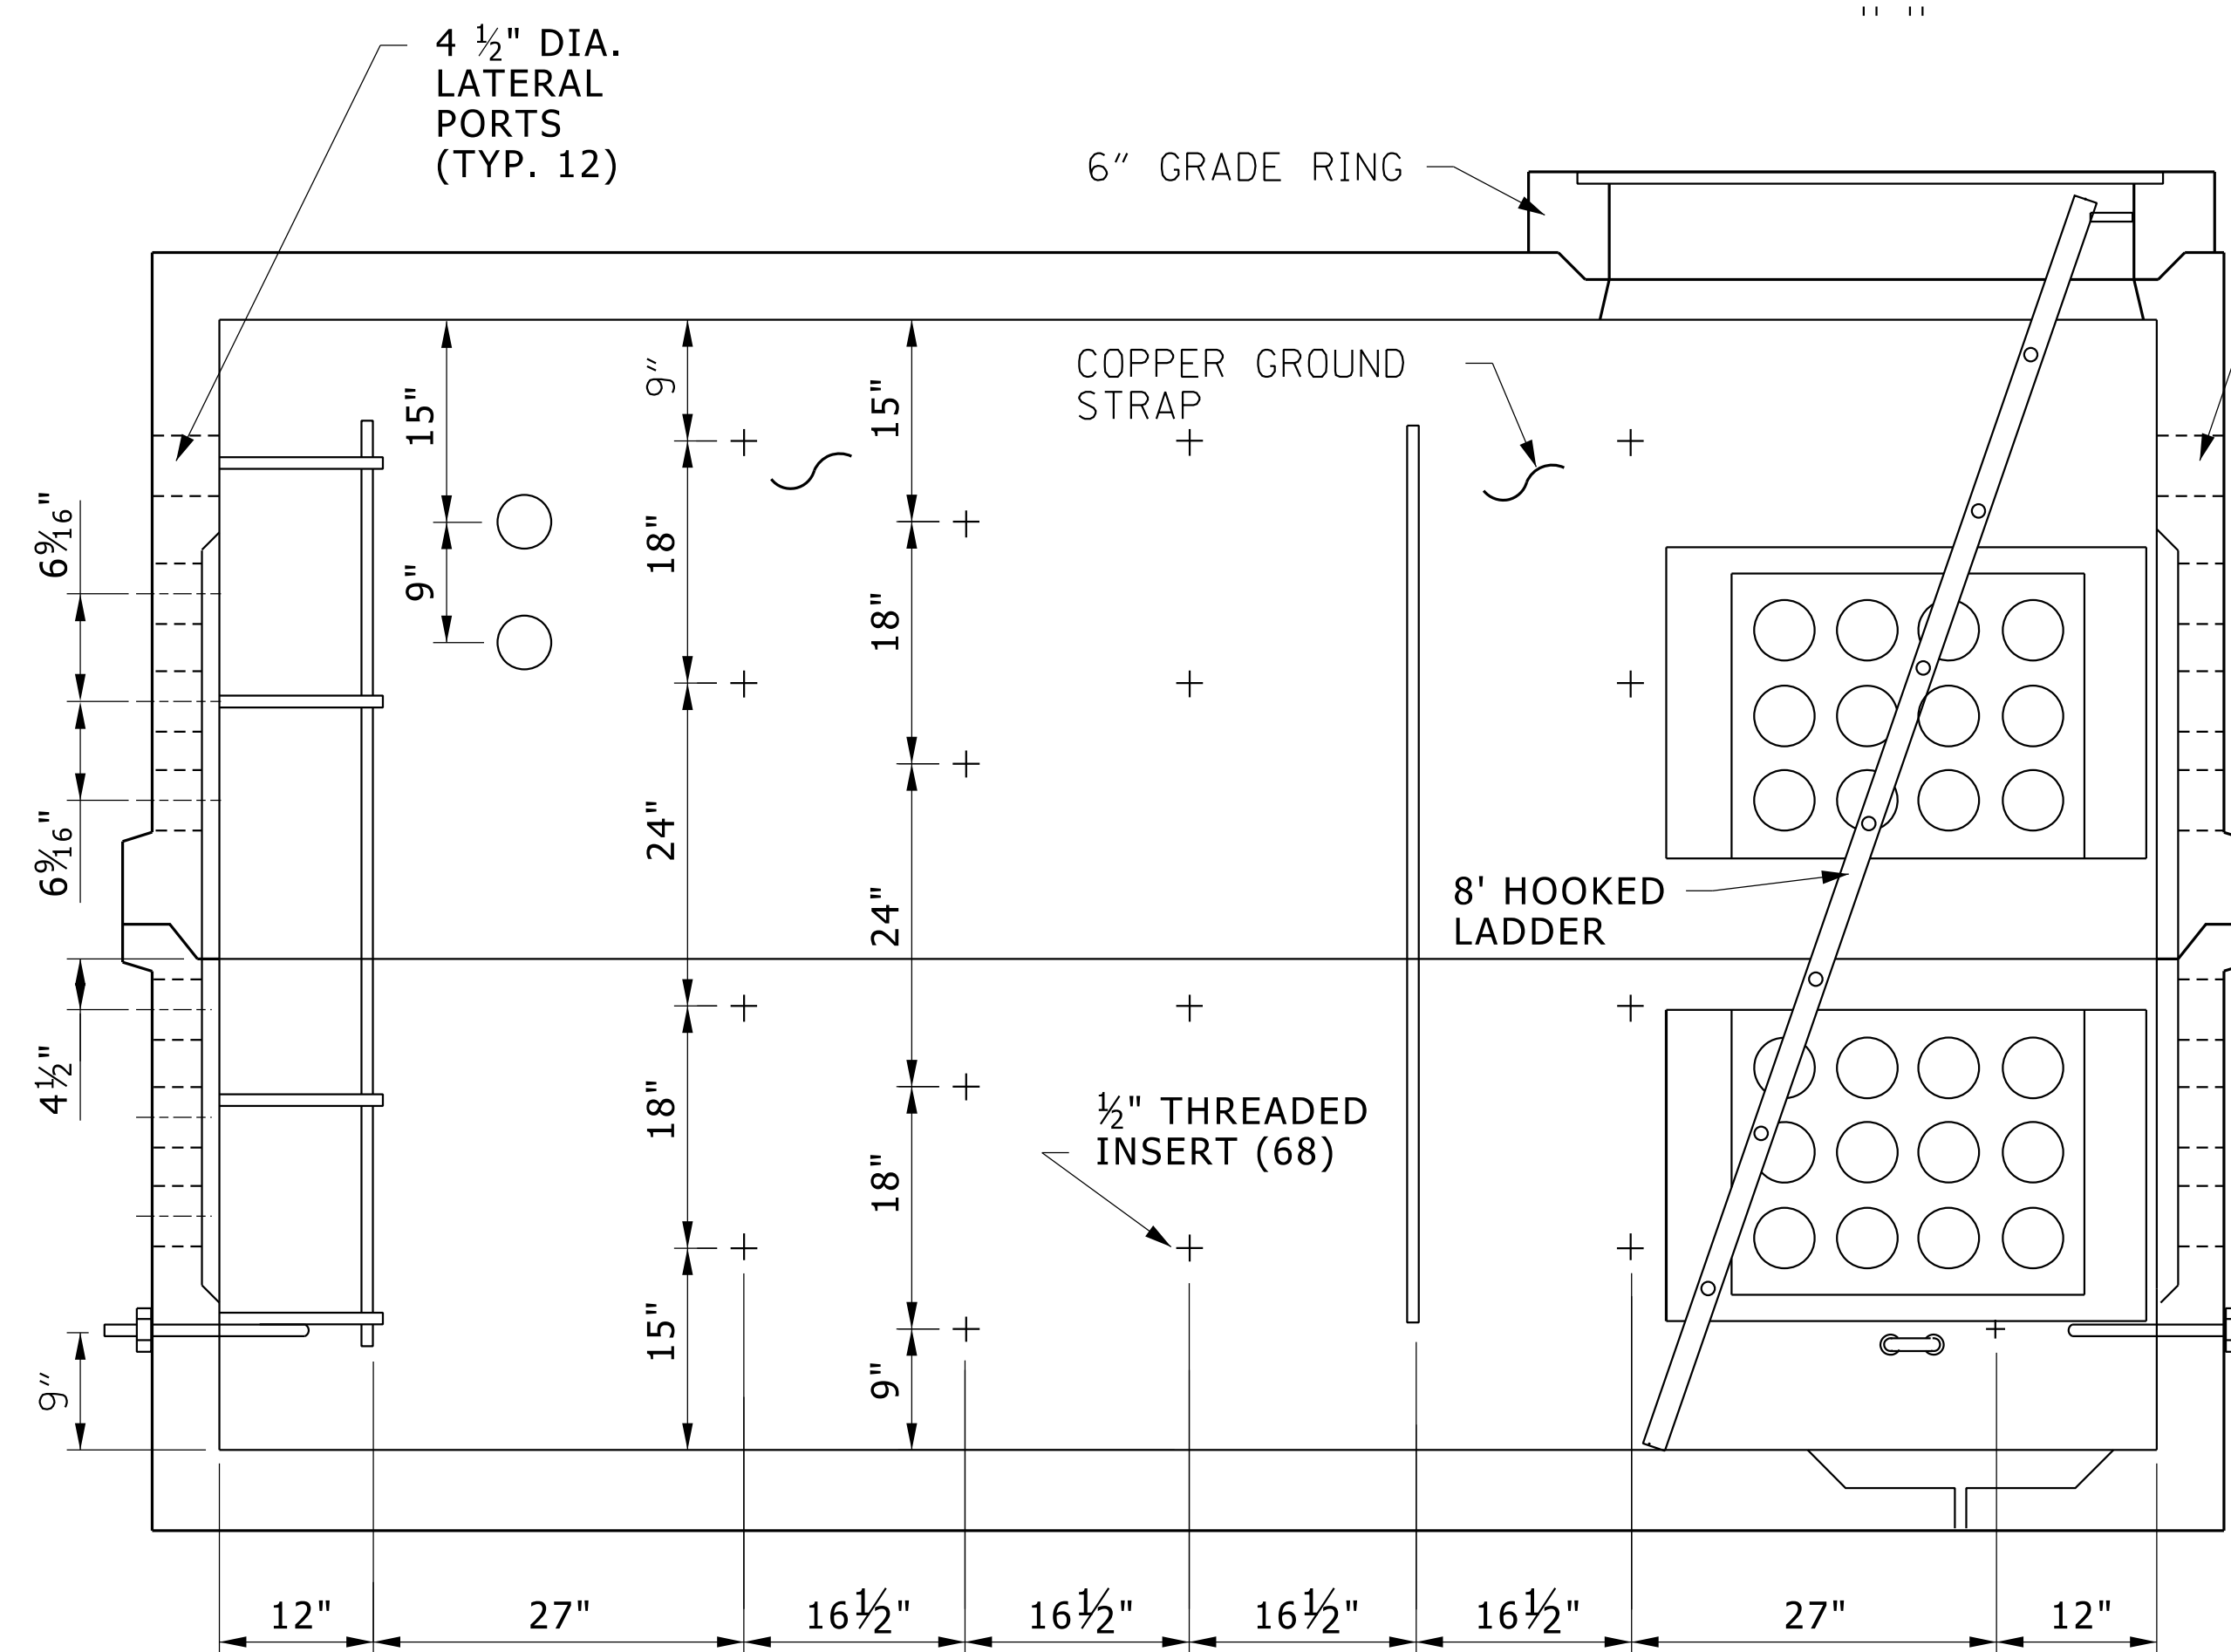 4 ½" DIA.
LATERAL
PORTS
(TYP. 12)
6" GRADE RING
COPPER GROUND
STRAP
15"
9"
9"
18"
24"
18"
15"
15"
18"
24"
18"
9"
6 9/16"
6 9/16"
4½"
9"
8' HOOKED
LADDER
½" THREADED
INSERT (68)
12" 27" 16½" 16½" 16½" 16½" 27" 12"